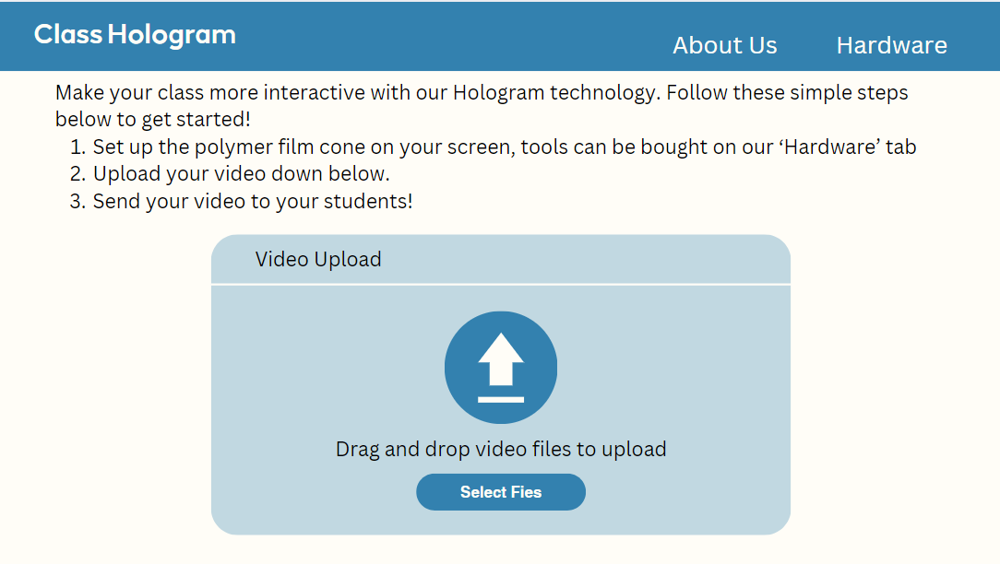 Class Hologram
About Us
Hardware
Make your class more interactive with our Hologram technology. Follow these simple steps
below to get started!
1. Set up the polymer film cone on your screen, tools can be bought on our ‘Hardware’ tab
2. Upload your video down below.
3. Send your video to your students!
Video Upload
Drag and drop video files to upload
Select Fies